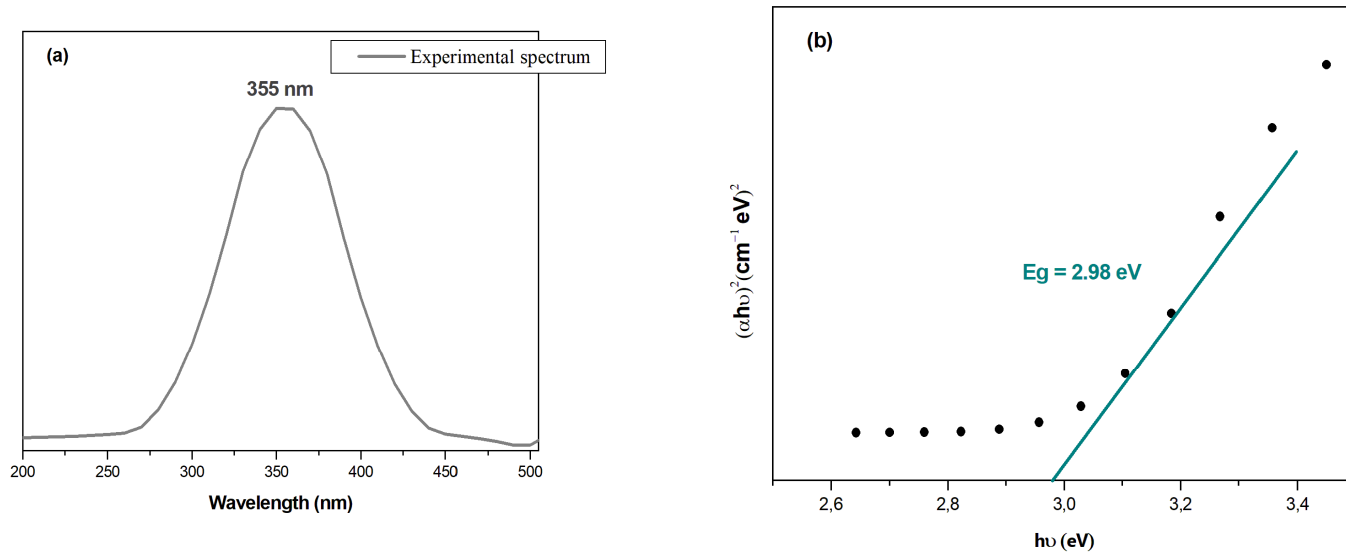 (a)
Experimental spectrum
355 nm
200 250 300 350 400 450 500
Wavelength (nm)
(b)
(αhυ)²(cm⁻¹ eV)²
Eg = 2.98 eV
2,6 2,8 3,0 3,2 3,4
hυ (eV)